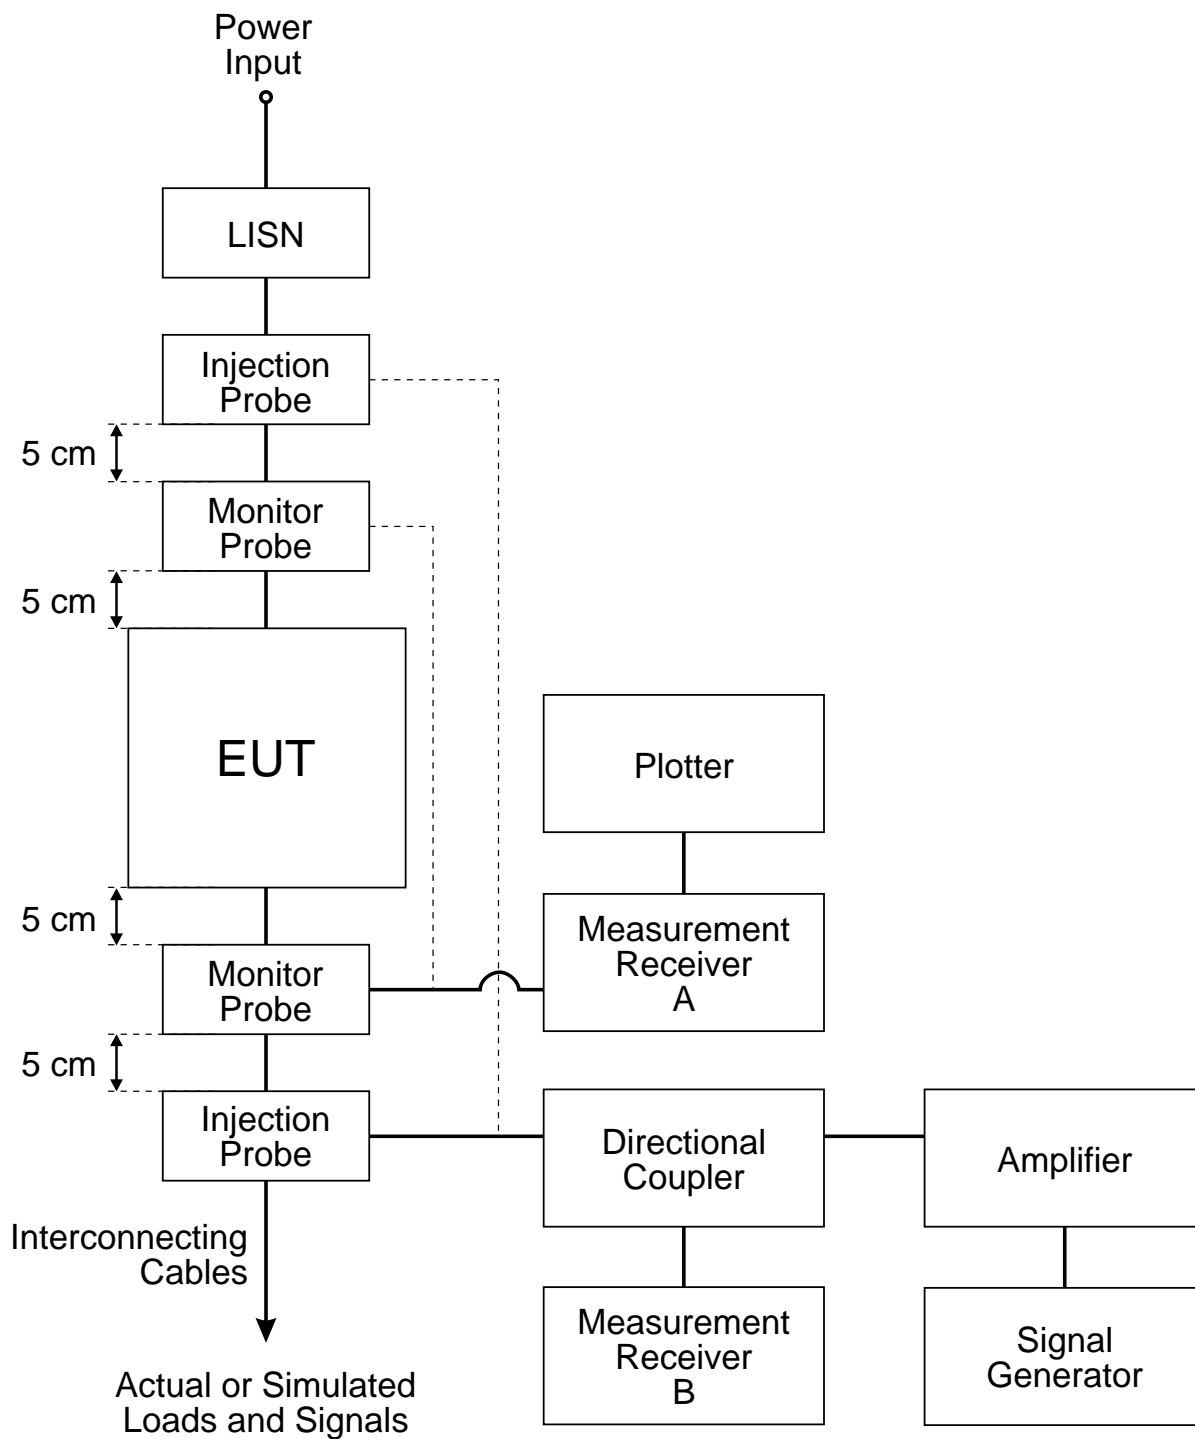 Power
Input
LISN
Injection
Probe
5 cm
Monitor
Probe
5 cm
EUT
Plotter
5 cm
Measurement
Receiver
A
Monitor
Probe
5 cm
Injection
Probe
Directional
Coupler
Amplifier
Interconnecting
Cables
Measurement
Receiver
B
Signal
Generator
Actual or Simulated
Loads and Signals